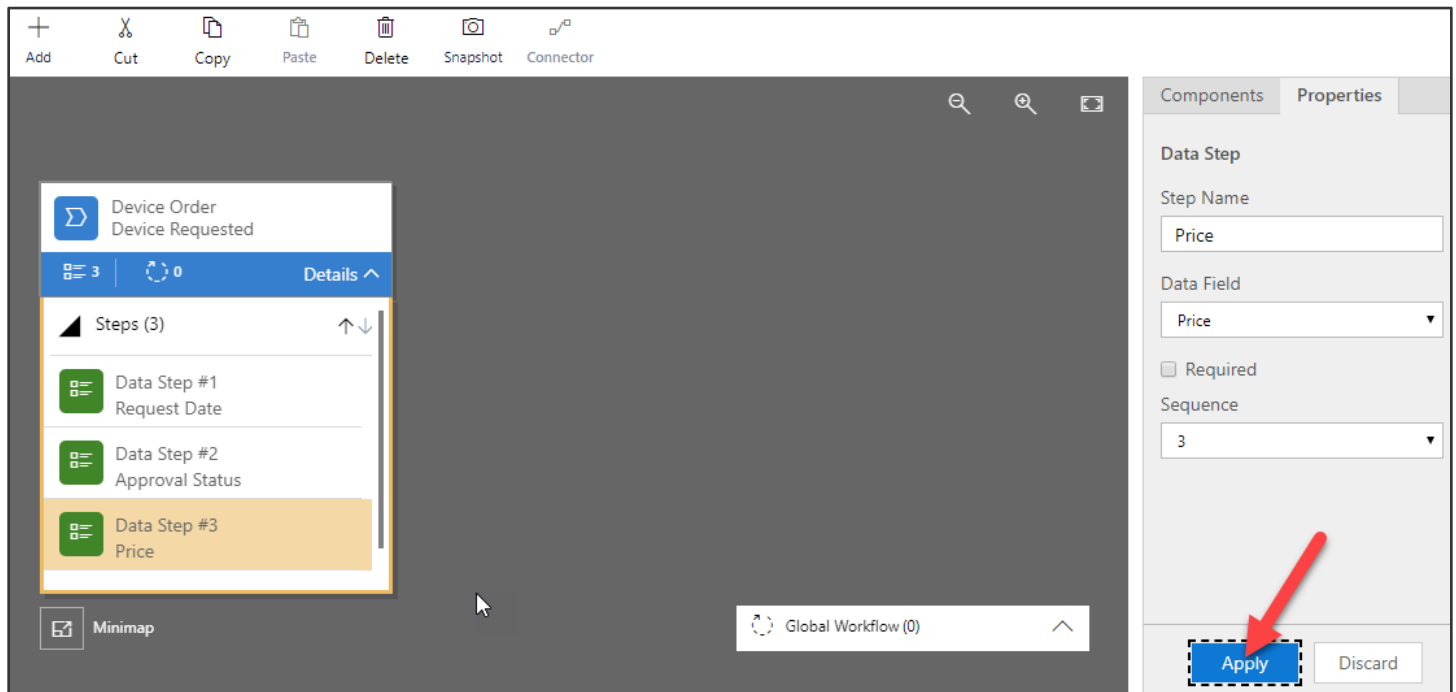 Add Cut Copy Paste Delete Snapshot Connector
Components Properties
Data Step
Step Name
Price
Data Field
Price
Required
Sequence
3
Apply Discard
Device Order
Device Requested
3 0 Details
Steps (3)
Data Step #1
Request Date
Data Step #2
Approval Status
Data Step #3
Price
Minimap
Global Workflow (0)